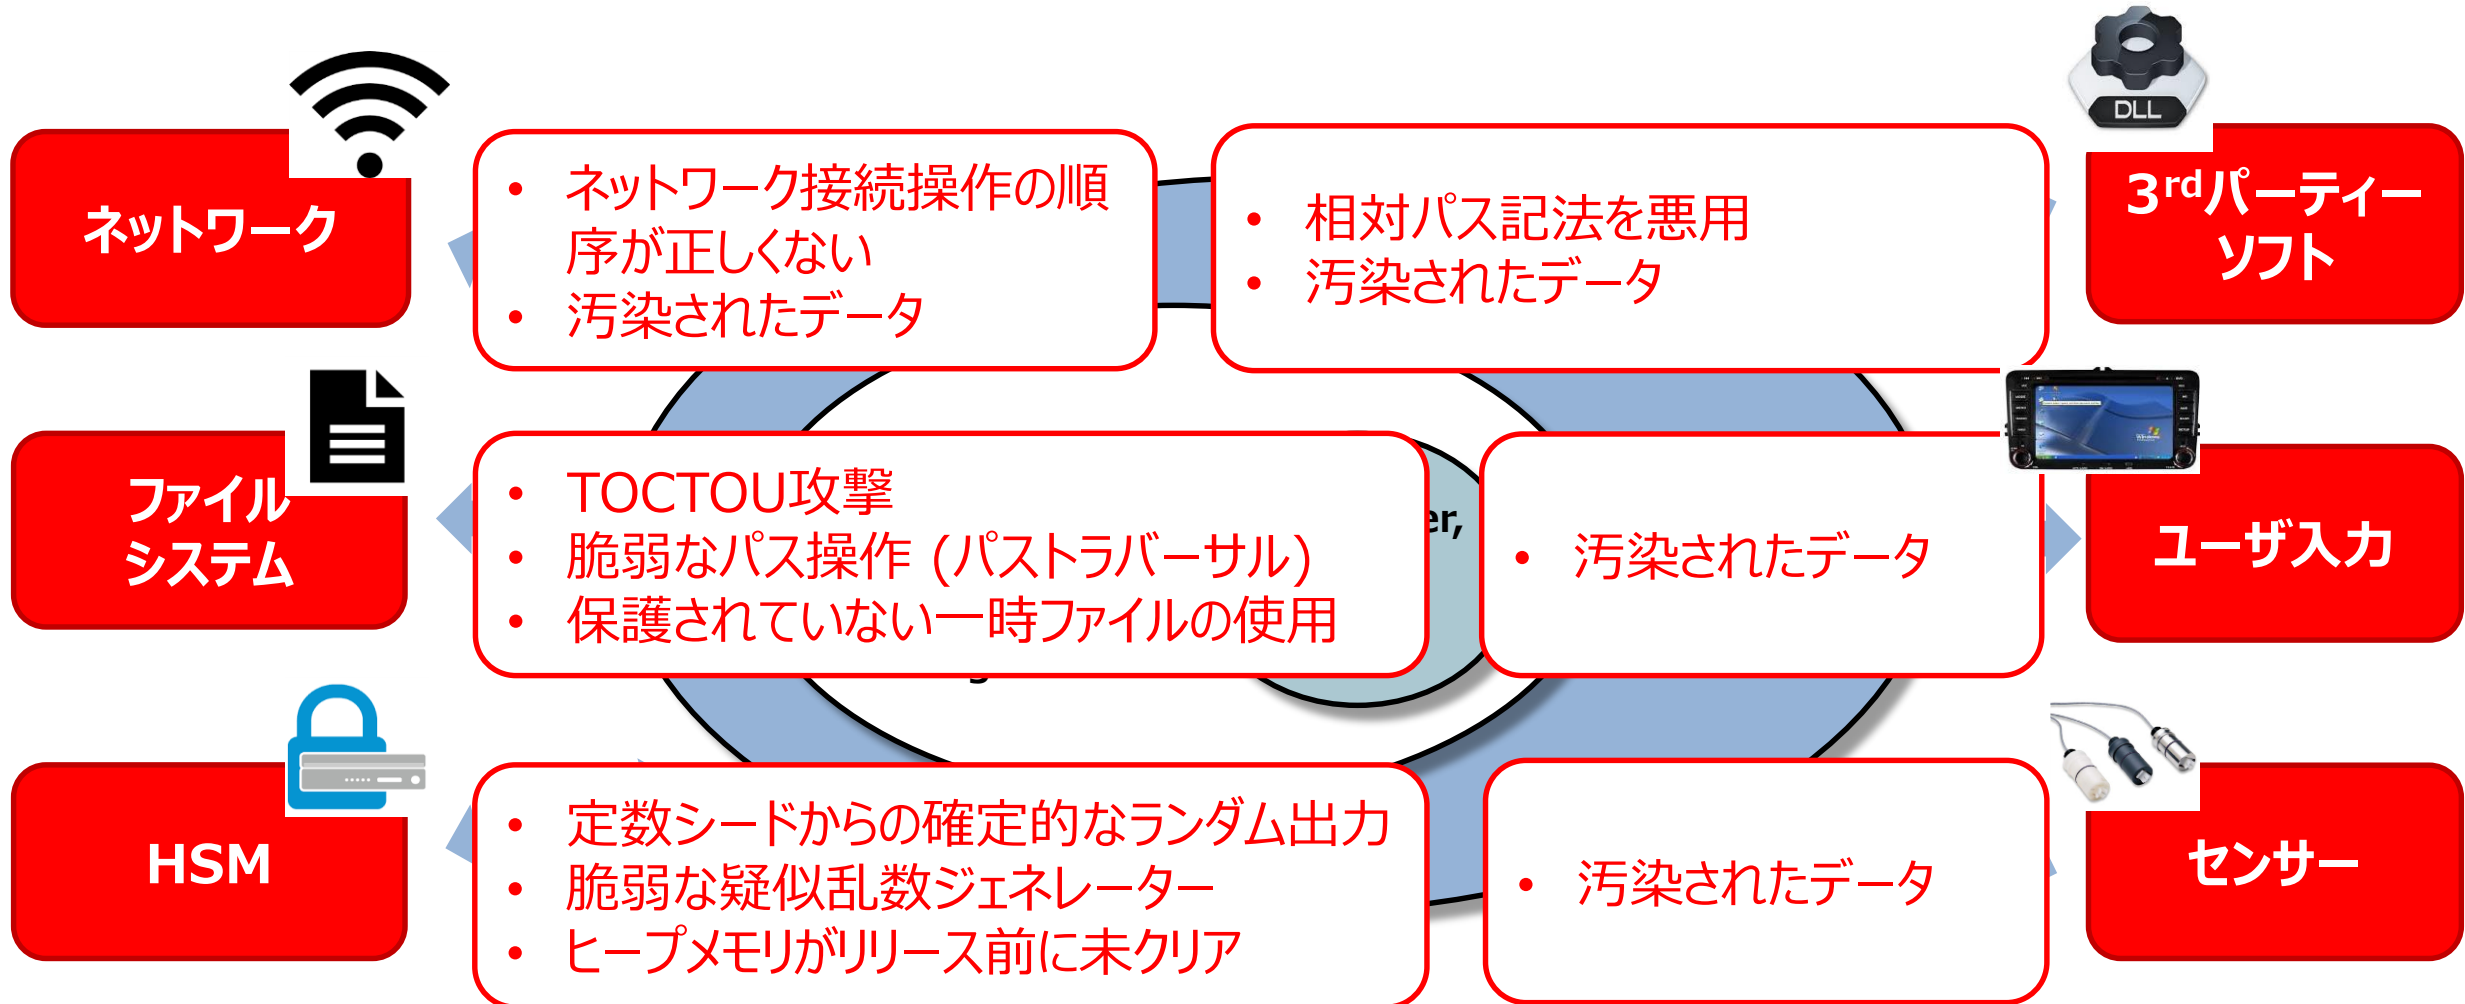 ネットワーク
• ネットワーク接続操作の順
序が正しくない
• 汚染されたデータ
• 相対パス記法を悪用
• 汚染されたデータ
DLL
3rdパーティー
ソフト
ファイル
システム
• TOCTOU攻撃
• 脆弱なパス操作 (パストラバーサル)
• 保護されていない一時ファイルの使用
er,
• 汚染されたデータ
ユーザ入力
HSM
• 定数シードからの確定的なランダム出力
• 脆弱な疑似乱数ジェネレーター
• ヒープメモリがリリース前に未クリア
• 汚染されたデータ
センサー